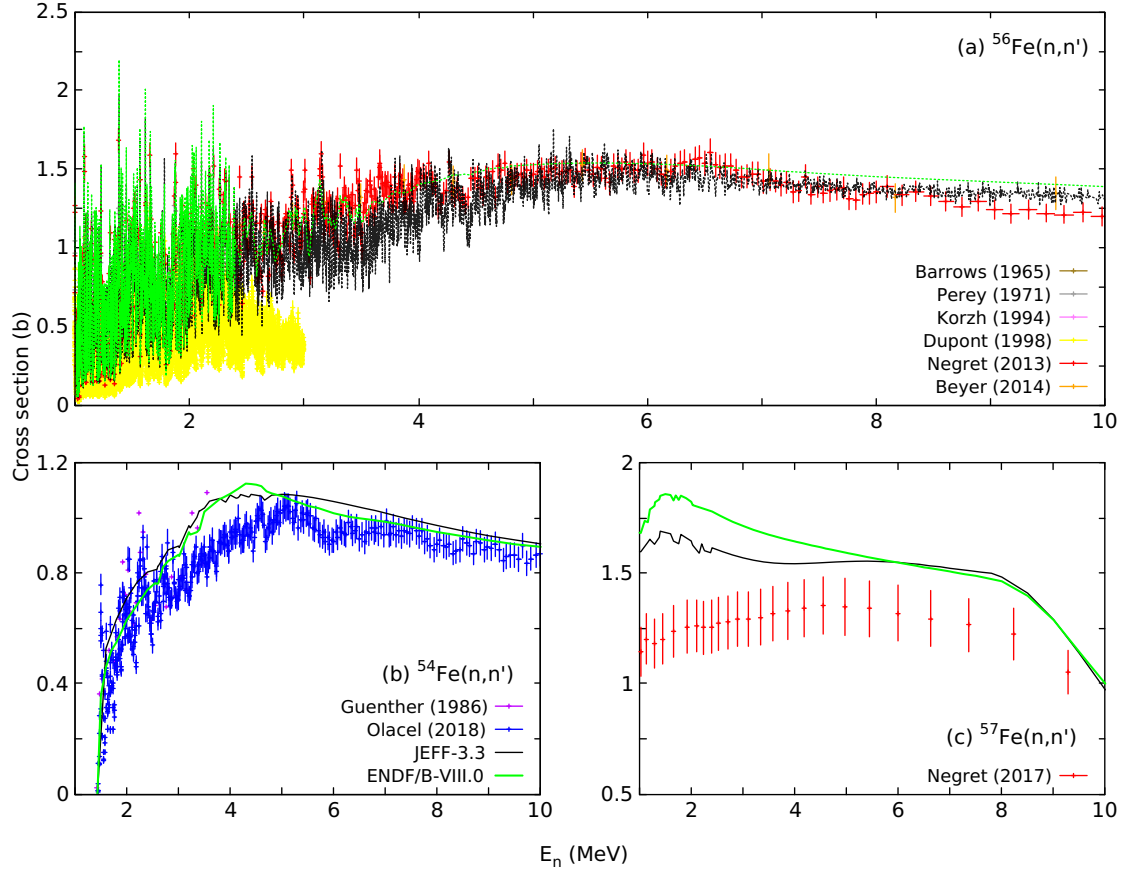 2.5
2
1.5
1
0.5
0
(a) ⁵⁶Fe(n,n')
Barrows (1965)
Perey (1971)
Korzh (1994)
Dupont (1998)
Negret (2013)
Beyer (2014)
2 4 6 8 10
Cross section (b)
1.2
0.8
0.4
0
(b) ⁵⁴Fe(n,n')
Guenther (1986)
Olacel (2018)
JEFF-3.3
ENDF/B-VIII.0
2 4 6 8 10
2
1.5
1
0.5
(c) ⁵⁷Fe(n,n')
Negret (2017)
2 4 6 8 10
Eₙ (MeV)